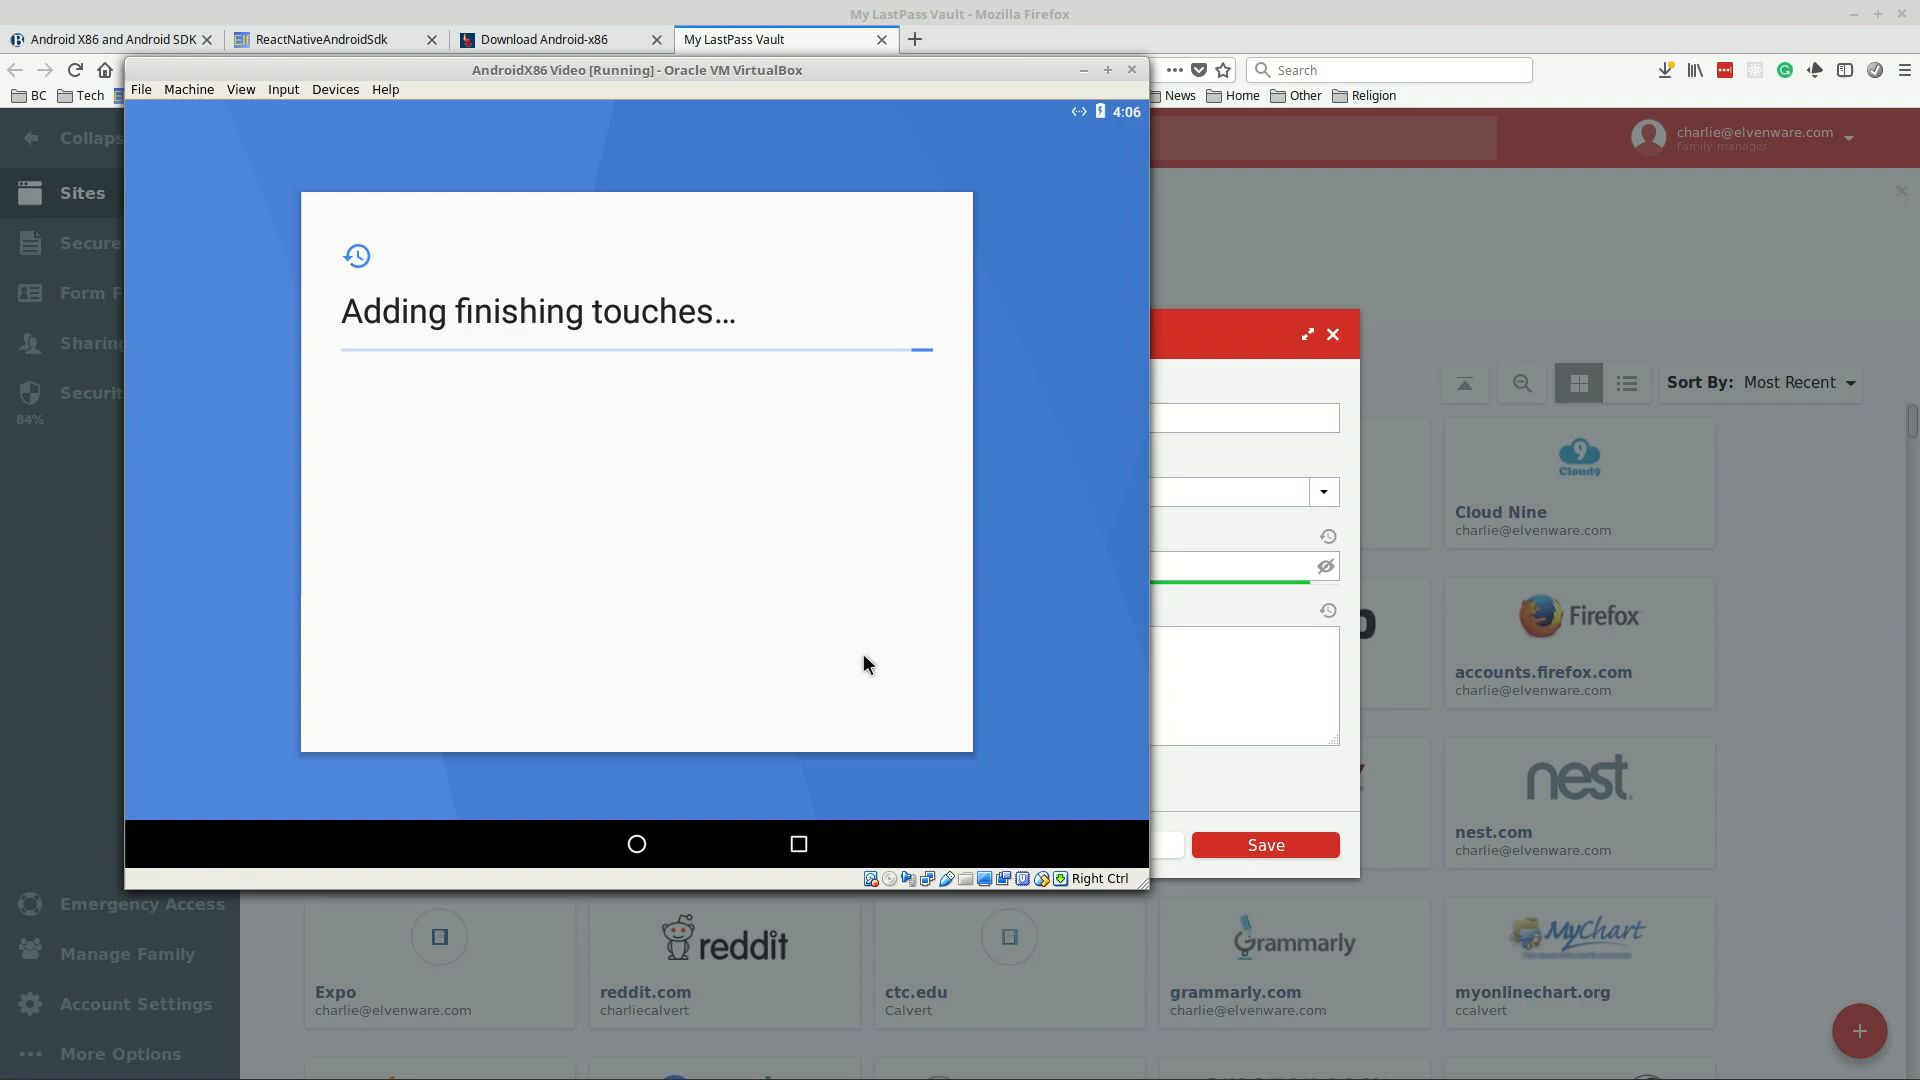 My LastPass Vault - Mozilla Firefox
Android X86 and Android SDK
ReactNativeAndroidSdk
Download Android-x86
My LastPass Vault
AndroidX86 Video [Running] - Oracle VM VirtualBox
Search
File Machine View Input Devices Help
BC
Tech
News
Home
Other
Religion
4:06
Collaps
charlie@elvenware.com
Family manager
Sites
Secure
Form F
Sharing
Securit
84%
Adding finishing touches...
Sort By: Most Recent
Cloud9
Cloud Nine
charlie@elvenware.com
Firefox
accounts.firefox.com
charlie@elvenware.com
nest
nest.com
charlie@elvenware.com
Save
Right Ctrl
Emergency Access
Manage Family
Account Settings
More Options
Expo
charlie@elvenware.com
reddit
reddit.com
charliecalvert
ctc.edu
Calvert
Grammarly
grammarly.com
charlie@elvenware.com
MyChart
myonlinechart.org
ccalvert